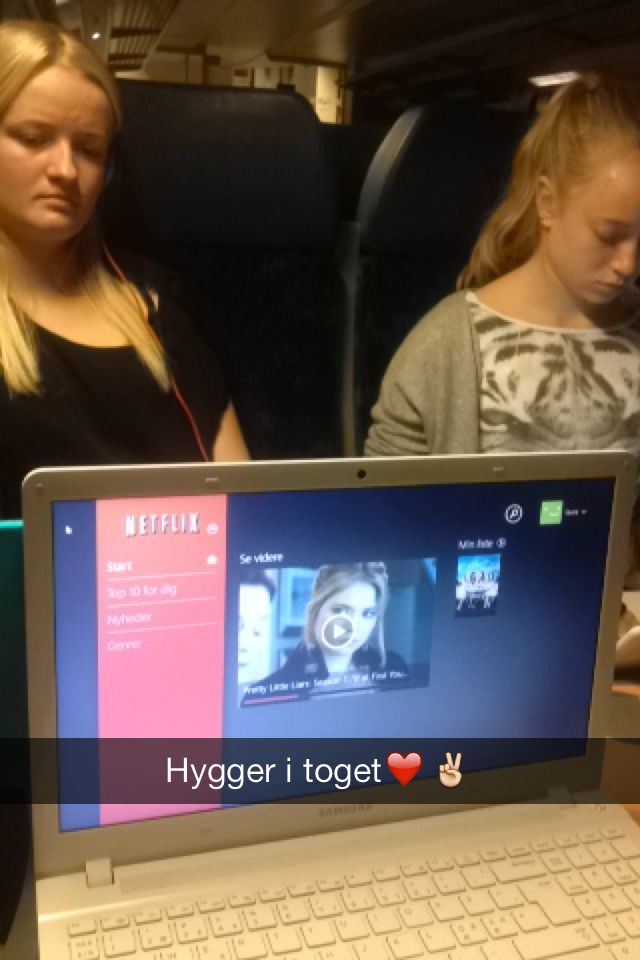 NETFLIX
Start
Top 10 for dig
Nyheder
Genrer
Se videre
Min liste
Pretty Little Liars: Season 1: "If at First You...
Hygger i toget❤️ ✌🏻
SAMSUNG